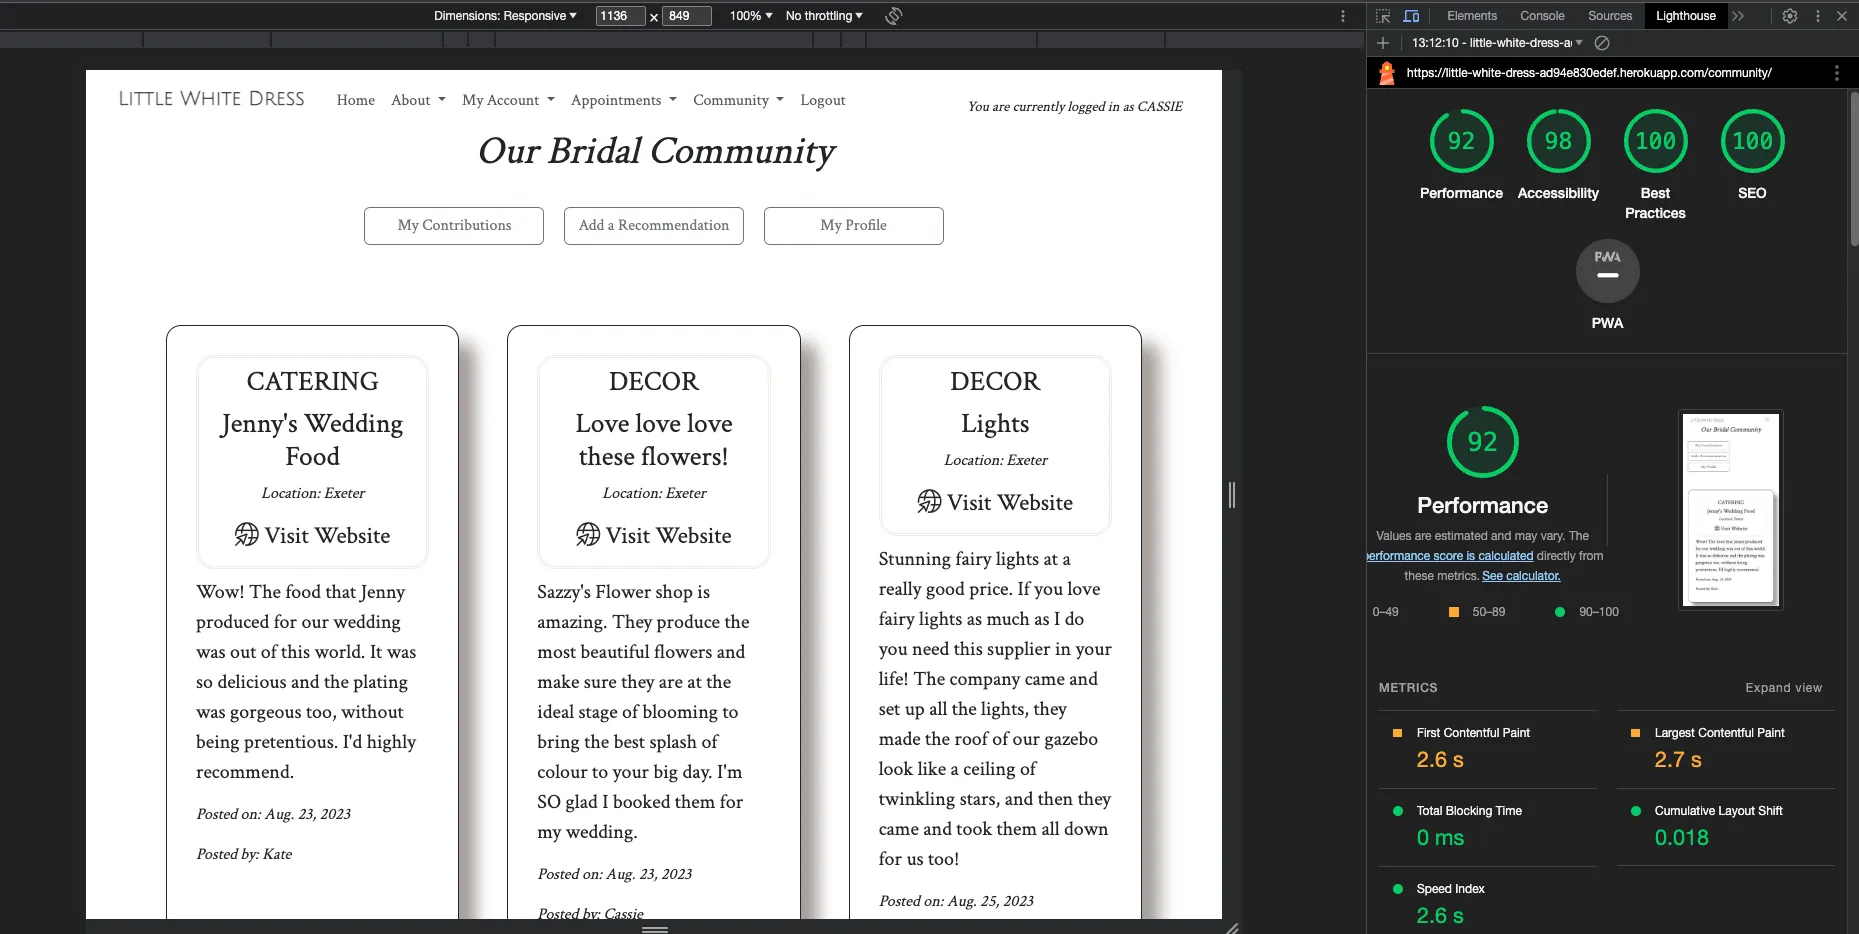 Dimensions: Responsive
1136 × 849
100%
No throttling
Elements
Console
Sources
Lighthouse
13:12:10 - little-white-dress-a
https://little-white-dress-ad94e830edef.herokuapp.com/community/
LITTLE WHITE DRESS
Home
About
My Account
Appointments
Community
Logout
You are currently logged in as CASSIE
Our Bridal Community
My Contributions
Add a Recommendation
My Profile
CATERING
Jenny's Wedding
Food
Location: Exeter
Visit Website
Wow! The food that Jenny
produced for our wedding
was out of this world. It was
so delicious and the plating
was gorgeous too, without
being pretentious. I'd highly
recommend.
Posted on: Aug. 23, 2023
Posted by: Kate
DECOR
Love love love
these flowers!
Location: Exeter
Visit Website
Sazzy's Flower shop is
amazing. They produce the
most beautiful flowers and
make sure they are at the
ideal stage of blooming to
bring the best splash of
colour to your big day. I'm
SO glad I booked them for
my wedding.
Posted on: Aug. 23, 2023
Posted by: Cassie
DECOR
Lights
Location: Exeter
Visit Website
Stunning fairy lights at a
really good price. If you love
fairy lights as much as I do
you need this supplier in your
life! The company came and
set up all the lights, they
made the roof of our gazebo
look like a ceiling of
twinkling stars, and then they
came and took them all down
for us too!
Posted on: Aug. 25, 2023
92
Performance
98
Accessibility
100
Best
Practices
100
SEO
PWA
PWA
92
Performance
Values are estimated and may vary. The
performance score is calculated directly from
these metrics. See calculator.
0–49
50–89
90–100
Our Bridal Community
CATERING
Jenny's Wedding Food
Visit Website
METRICS
Expand view
First Contentful Paint
2.6 s
Largest Contentful Paint
2.7 s
Total Blocking Time
0 ms
Cumulative Layout Shift
0.018
Speed Index
2.6 s